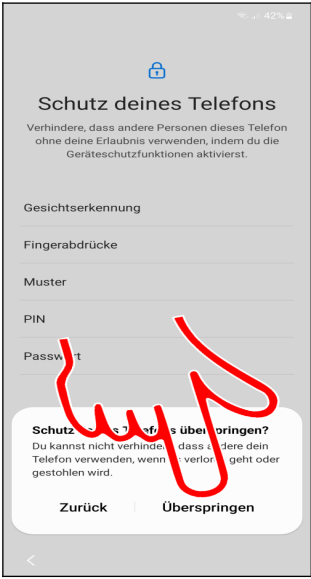 42%
Schutz deines Telefons
Verhindere, dass andere Personen dieses Telefon
ohne deine Erlaubnis verwenden, indem du die
Geräteschutzfunktionen aktivierst.
Gesichtserkennung
Fingerabdrücke
Muster
PIN
Passwort
Schutz des Telefons überspringen?
Du kannst nicht verhindern, dass andere dein
Telefon verwenden, wenn es verloren geht oder
gestohlen wird.
Zurück
Überspringen